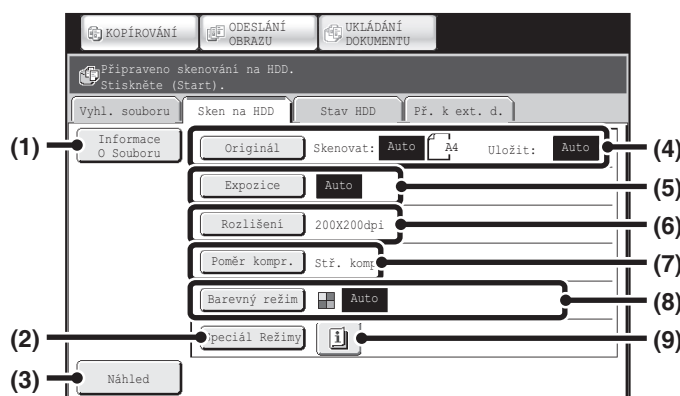 KOPÍROVÁNÍ
ODESLÁNÍ
OBRAZU
UKLÁDÁNÍ
DOKUMENTU
Připraveno skenování na HDD.
Stiskněte (Start).
Vyhl. souboru
Sken na HDD
Stav HDD
Př. k ext. d.
(1)
Informace
O Souboru
Originál
Skenovat:
Auto
A4
Uložit:
Auto
(4)
Expozice
Auto
(5)
Rozlišení
200X200dpi
(6)
Poměr kompr.
Stř. komp
(7)
Barevný režim
Auto
(8)
(2)
peciál Režimy
(9)
(3)
Náhled